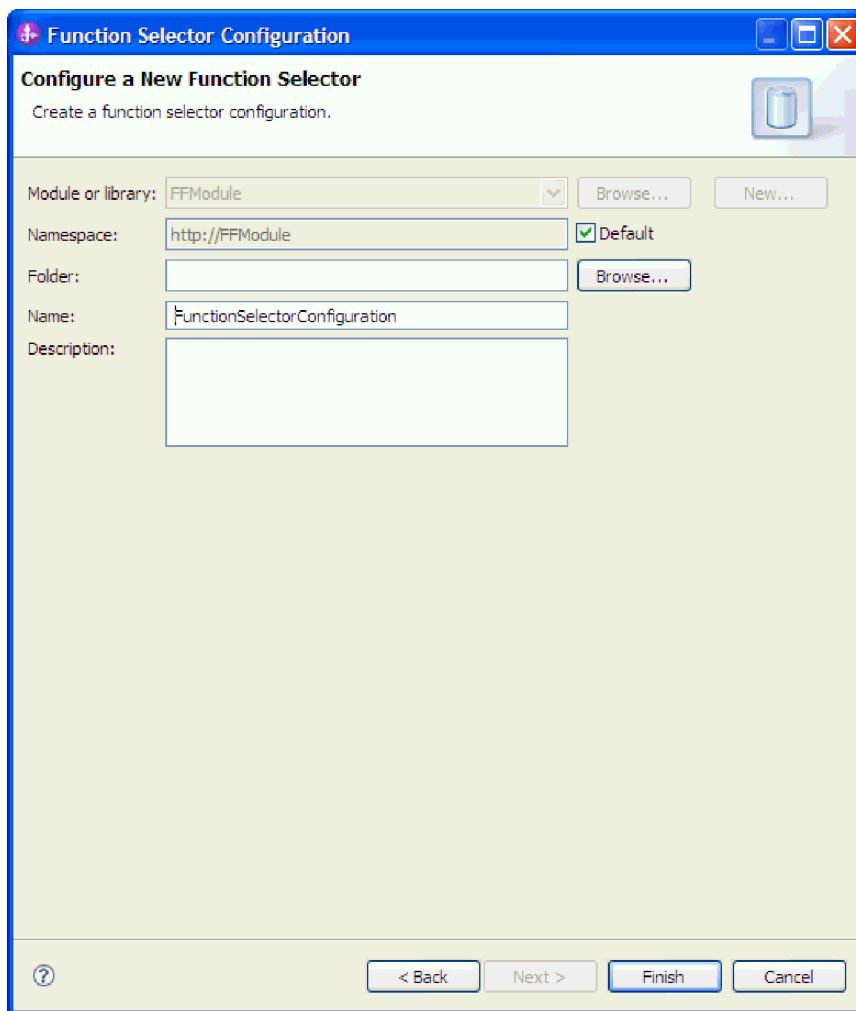 Function Selector Configuration
Configure a New Function Selector
Create a function selector configuration.
Module or library: FFModule Browse... New...
Namespace: http://FFModule Default
Folder: Browse...
Name: FunctionSelectorConfiguration
Description:
? < Back Next > Finish Cancel